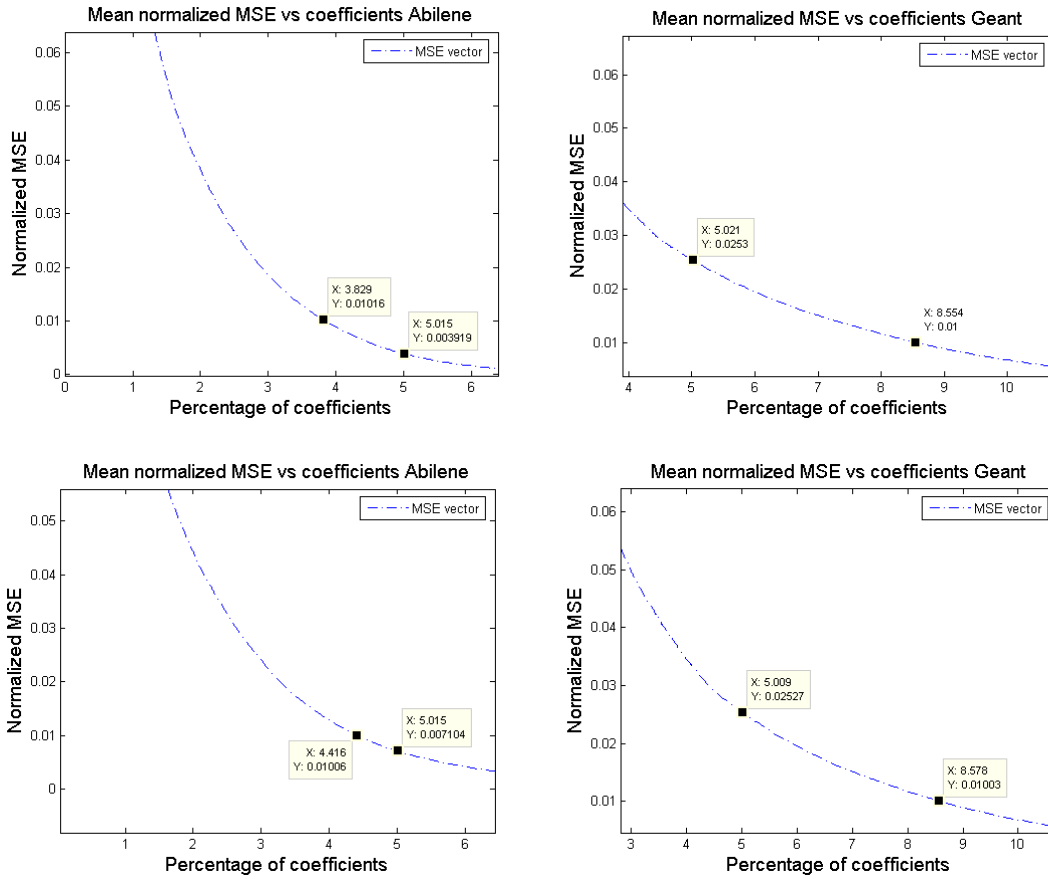 Mean normalized MSE vs coefficients Abilene
MSE vector
0.06
0.05
0.04
0.03
0.02
0.01
0
Normalized MSE
X: 3.829
Y: 0.01016
X: 5.015
Y: 0.003919
0
1
2
3
4
5
6
Percentage of coefficients
Mean normalized MSE vs coefficients Geant
MSE vector
0.06
0.05
0.04
0.03
0.02
0.01
Normalized MSE
X: 5.021
Y: 0.0253
X: 8.554
Y: 0.01
4
5
6
7
8
9
10
Percentage of coefficients
Mean normalized MSE vs coefficients Abilene
MSE vector
0.05
0.04
0.03
0.02
0.01
0
Normalized MSE
X: 4.416
Y: 0.01006
X: 5.015
Y: 0.007104
1
2
3
4
5
6
Percentage of coefficients
Mean normalized MSE vs coefficients Geant
MSE vector
0.06
0.05
0.04
0.03
0.02
0.01
Normalized MSE
X: 5.009
Y: 0.02527
X: 8.578
Y: 0.01003
3
4
5
6
7
8
9
10
Percentage of coefficients